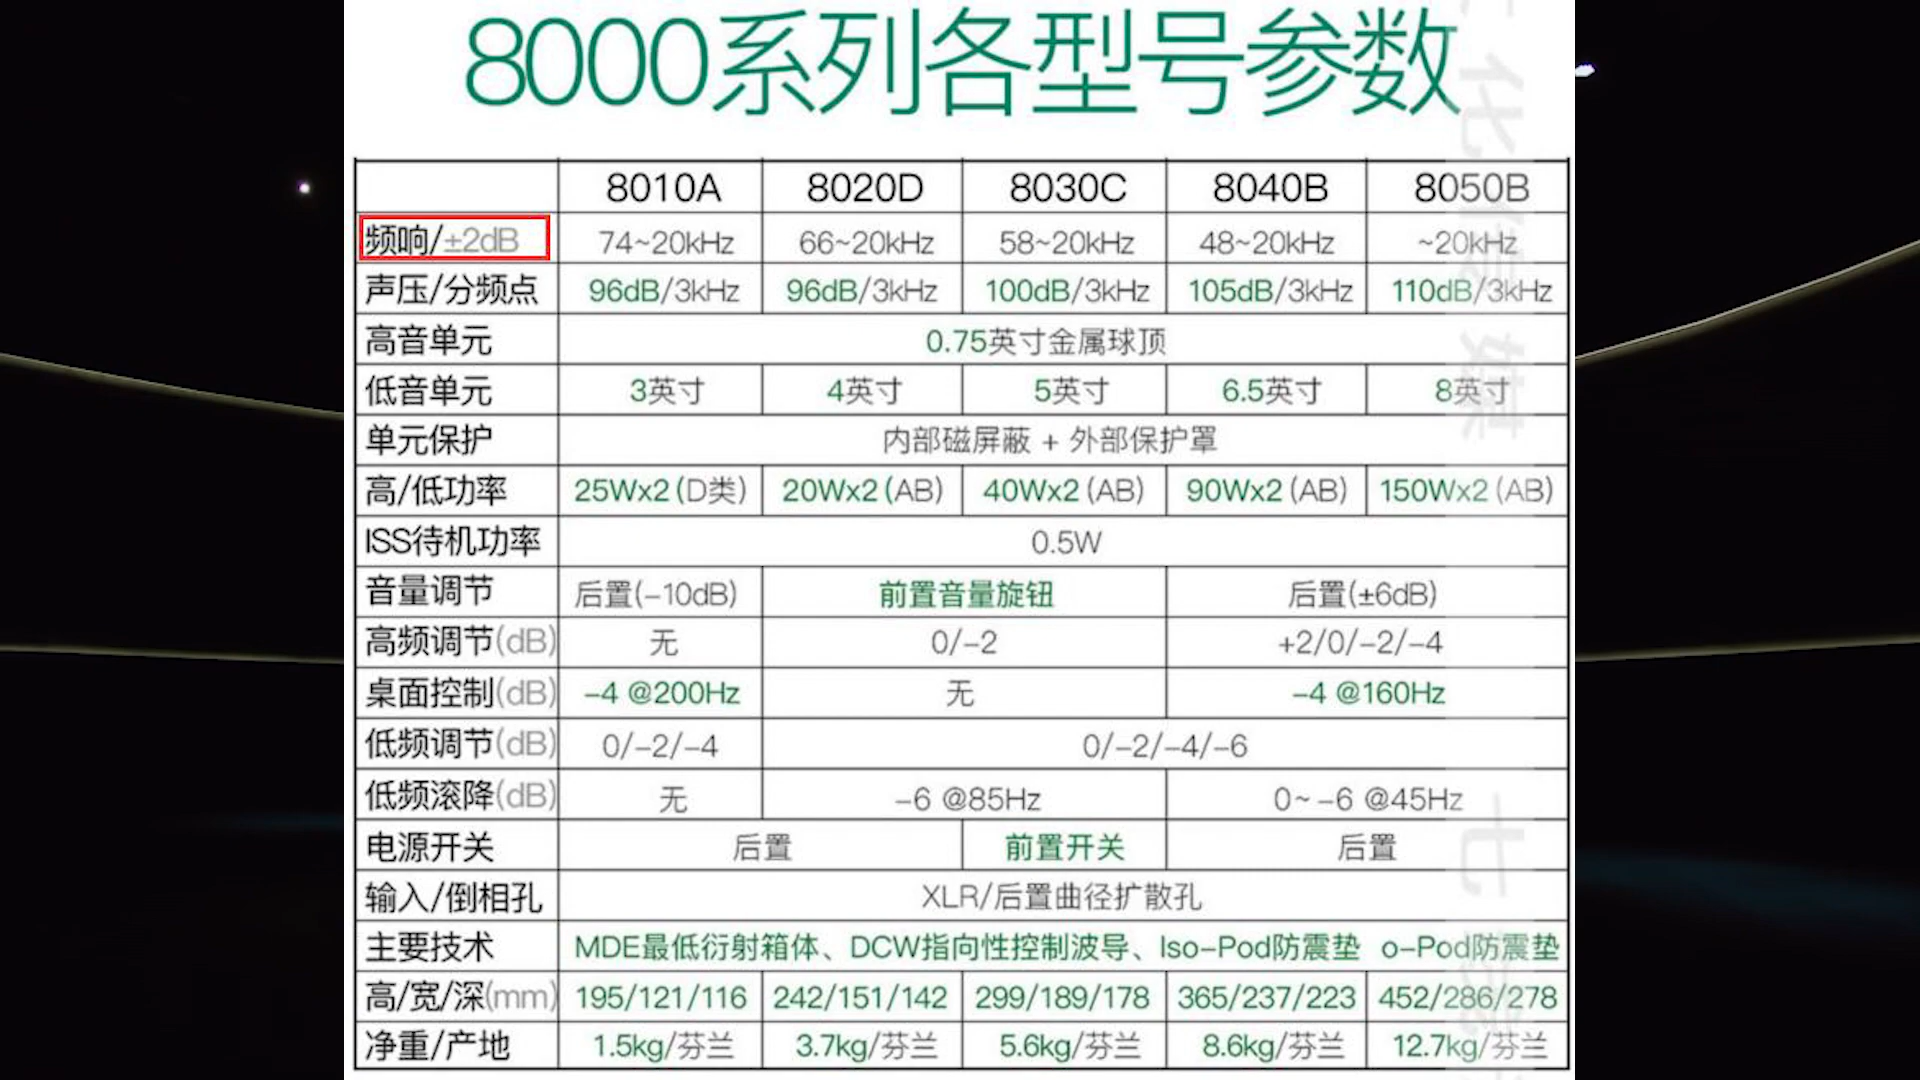 8000系列各型号参数
8010A 8020D 8030C 8040B 8050B
频响/±2dB 74~20kHz 66~20kHz 58~20kHz 48~20kHz ~20kHz
声压/分频点 96dB/3kHz 96dB/3kHz 100dB/3kHz 105dB/3kHz 110dB/3kHz
高音单元 0.75英寸金属球顶
低音单元 3英寸 4英寸 5英寸 6.5英寸 8英寸
单元保护 内部磁屏蔽 + 外部保护罩
高/低功率 25Wx2 (D类) 20Wx2 (AB) 40Wx2 (AB) 90Wx2 (AB) 150Wx2 (AB)
ISS待机功率 0.5W
音量调节 后置(-10dB) 前置音量旋钮 后置(±6dB)
高频调节(dB) 无 0/-2 +2/0/-2/-4
桌面控制(dB) -4 @200Hz 无 -4 @160Hz
低频调节(dB) 0/-2/-4 0/-2/-4/-6
低频滚降(dB) 无 -6 @85Hz 0~ -6 @45Hz
电源开关 后置 前置开关 后置
输入/倒相孔 XLR/后置曲径扩散孔
主要技术 MDE最低衍射箱体、DCW指向性控制波导、Iso-Pod防震垫 o-Pod防震垫
高/宽/深(mm) 195/121/116 242/151/142 299/189/178 365/237/223 452/286/278
净重/产地 1.5kg/芬兰 3.7kg/芬兰 5.6kg/芬兰 8.6kg/芬兰 12.7kg/芬兰
化传媒
七